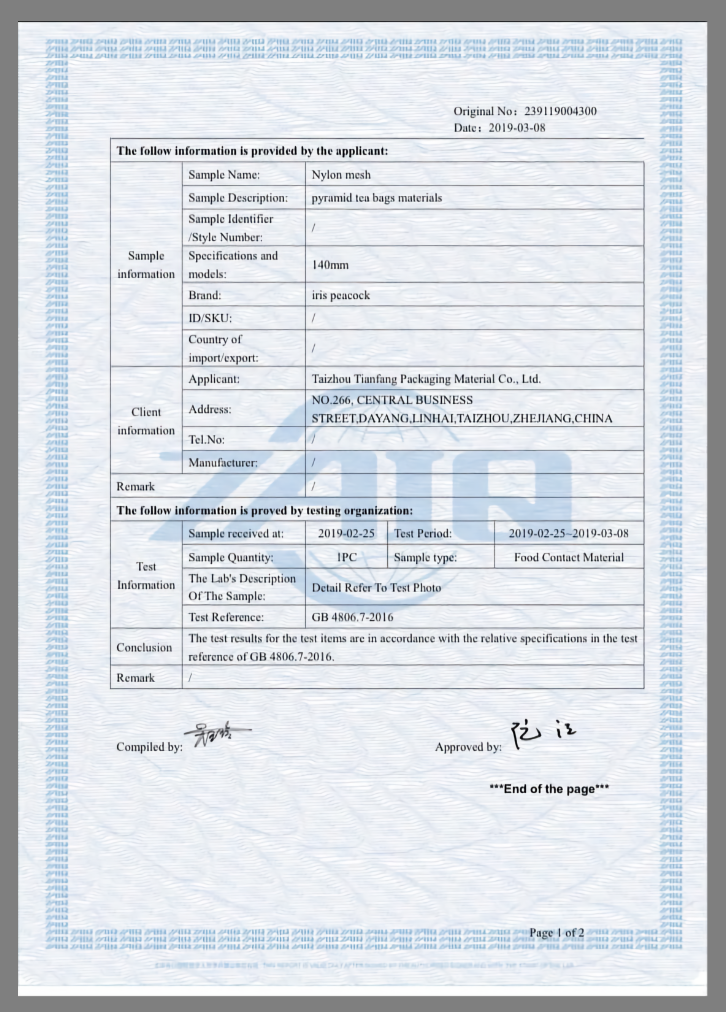 Original No: 239119004300
Date: 2019-03-08
The follow information is provided by the applicant:
Sample information
Sample Name: Nylon mesh
Sample Description: pyramid tea bags materials
Sample Identifier /Style Number: /
Specifications and models: 140mm
Brand: iris peacock
ID/SKU: /
Country of import/export: /
Client information
Applicant: Taizhou Tianfang Packaging Material Co., Ltd.
Address: NO.266, CENTRAL BUSINESS
STREET,DAYANG,LINHAI,TAIZHOU,ZHEJIANG,CHINA
Tel.No: /
Manufacturer: /
Remark /
The follow information is proved by testing organization:
Test Information
Sample received at: 2019-02-25 Test Period: 2019-02-25~2019-03-08
Sample Quantity: 1PC Sample type: Food Contact Material
The Lab's Description Of The Sample: Detail Refer To Test Photo
Test Reference: GB 4806.7-2016
Conclusion
The test results for the test items are in accordance with the relative specifications in the test
reference of GB 4806.7-2016.
Remark /
Compiled by:
Approved by:
***End of the page***
Page 1 of 2